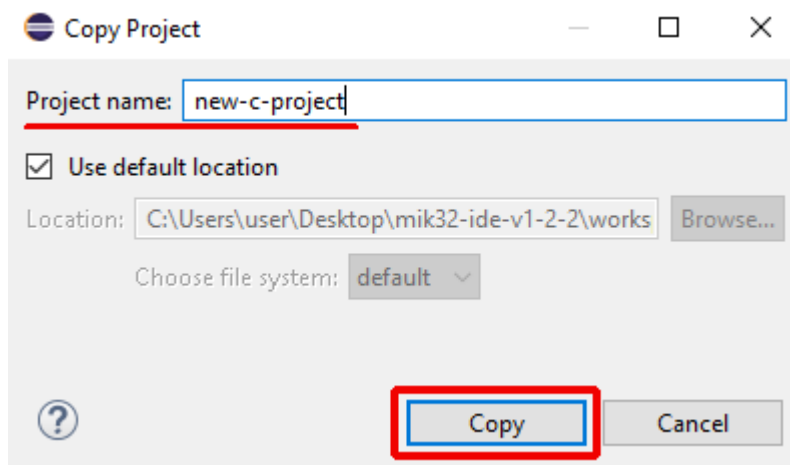 Copy Project
Project name: new-c-project
Use default location
Location: C:\Users\user\Desktop\mik32-ide-v1-2-2\works Browse...
Choose file system: default
? Copy Cancel